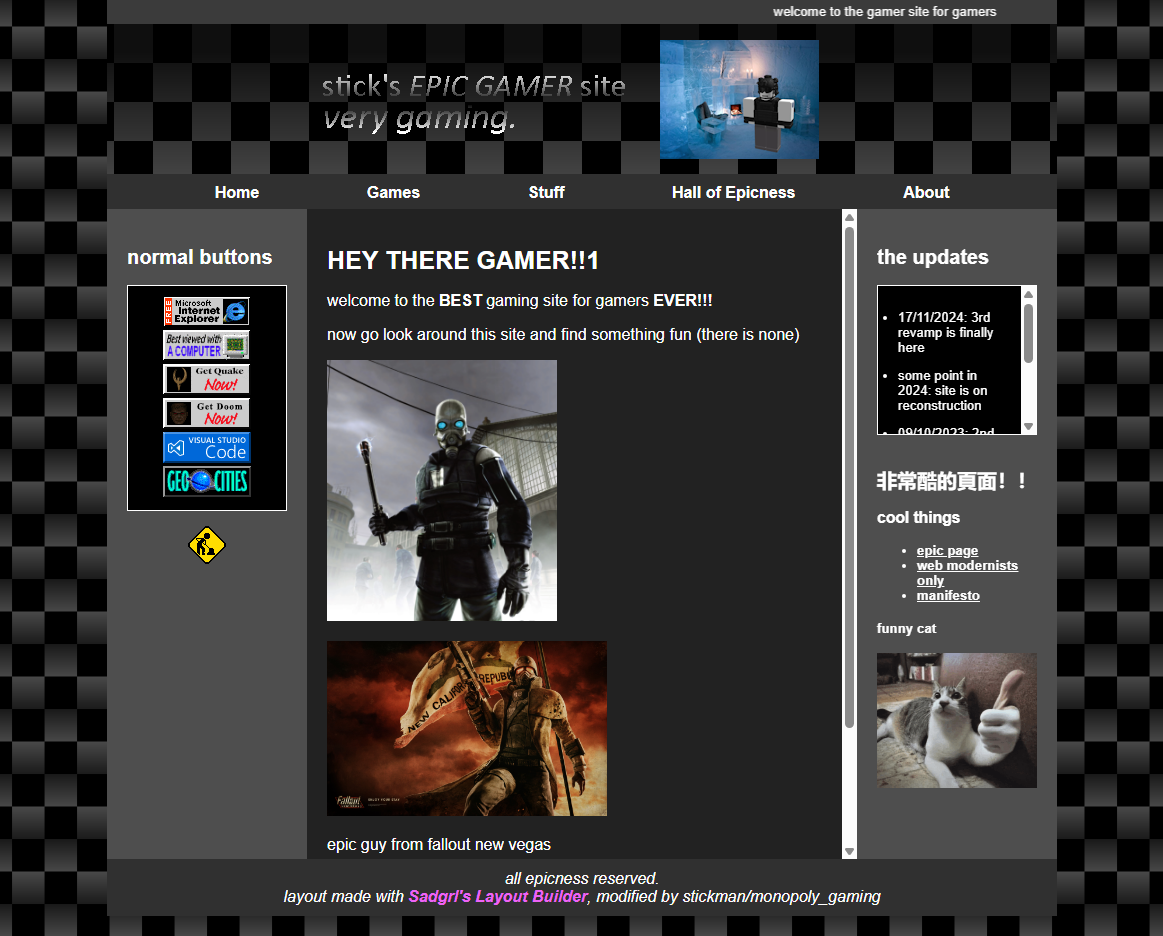 welcome to the gamer site for gamers
stick's EPIC GAMER site
very gaming.
Home
Games
Stuff
Hall of Epicness
About
normal buttons
FREE
Microsoft
Internet
Explorer
Best viewed with
A COMPUTER
Get Quake
Now!
Get Doom
Now!
VISUAL STUDIO
Code
GEOCITIES
HEY THERE GAMER!!1
welcome to the BEST gaming site for gamers EVER!!!
now go look around this site and find something fun (there is none)
NEW CALIFORNIA REPUBLIC
Fallout
epic guy from fallout new vegas
the updates
17/11/2024: 3rd
revamp is finally
here
some point in
2024: site is on
reconstruction
09/10/2023: 2nd
非常酷的頁面！！
cool things
epic page
web modernists
only
manifesto
funny cat
all epicness reserved.
layout made with Sadgrl's Layout Builder, modified by stickman/monopoly_gaming